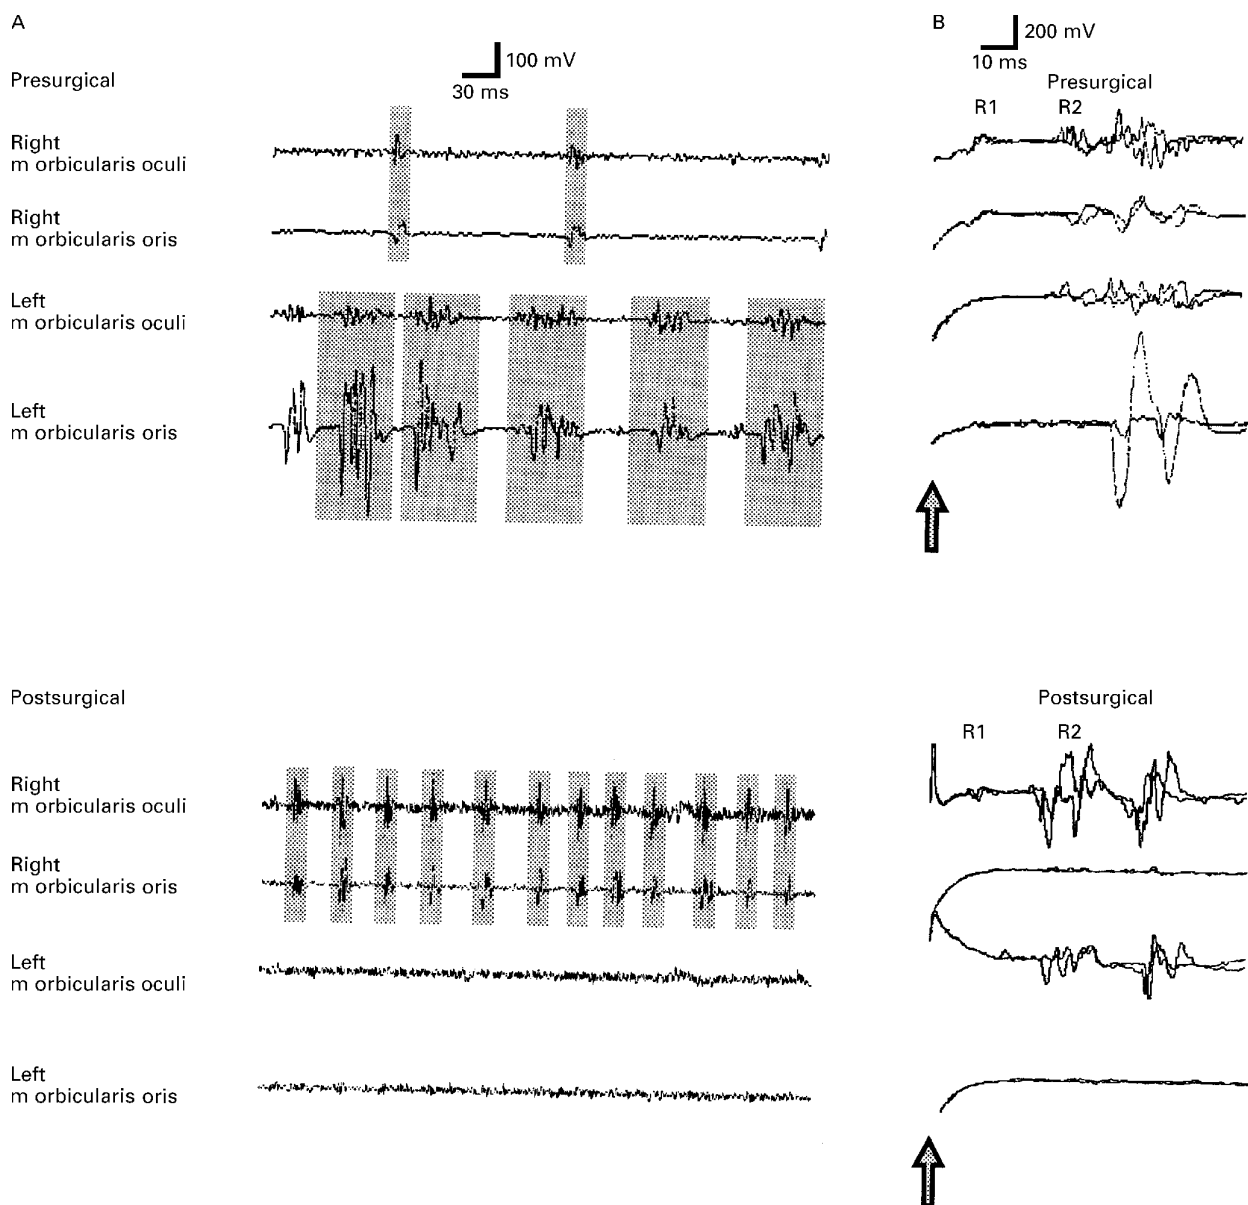 A
100 mV
30 ms
Presurgical
Right
m orbicularis oculi
Right
m orbicularis oris
Left
m orbicularis oculi
Left
m orbicularis oris
B
200 mV
10 ms
Presurgical
R1 R2
Postsurgical
Right
m orbicularis oculi
Right
m orbicularis oris
Left
m orbicularis oculi
Left
m orbicularis oris
Postsurgical
R1 R2